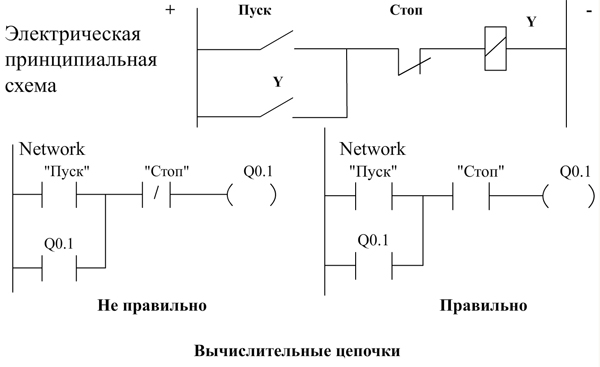 + Пуск Стоп -
Электрическая
принципиальная
схема
Y
Y
Network
"Пуск" "Стоп" Q0.1
/
Q0.1
Не правильно
Network
"Пуск" "Стоп" Q0.1
Q0.1
Правильно
Вычислительные цепочки